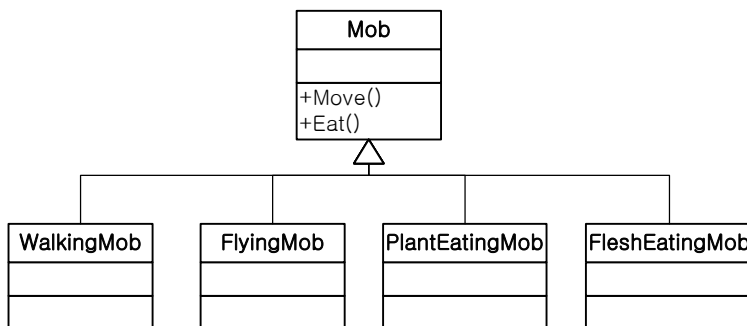 Mob
+Move()
+Eat()
WalkingMob
FlyingMob
PlantEatingMob
FleshEatingMob